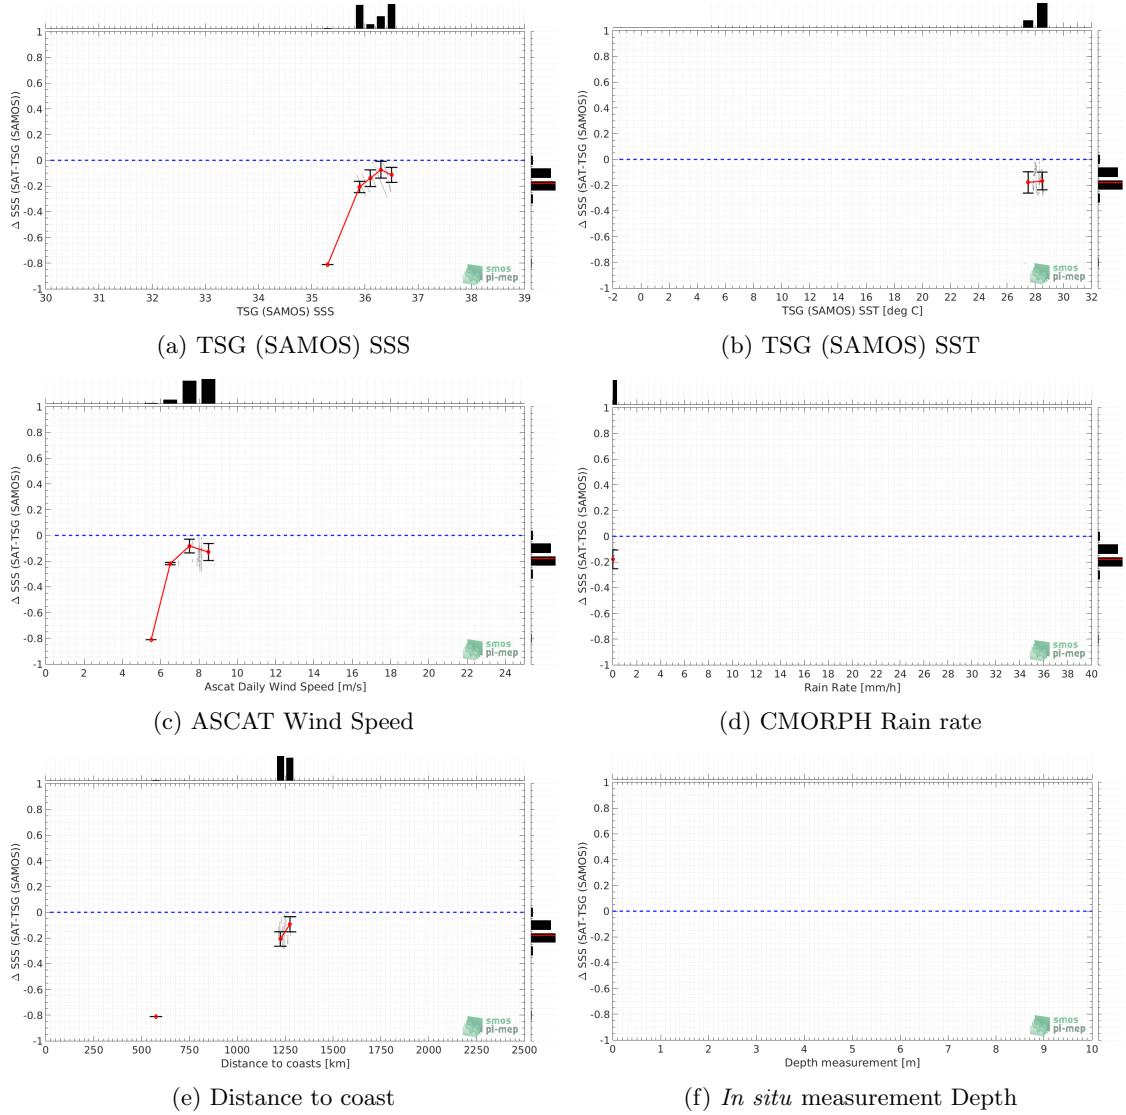 1
0.8
0.6
0.4
0.2
0
-0.2
-0.4
-0.6
-0.8
-1
Δ SSS (SAT-TSG (SAMOS))
30 31 32 33 34 35 36 37 38 39
TSG (SAMOS) SSS
smos
pi-mep
(a) TSG (SAMOS) SSS
1
0.8
0.6
0.4
0.2
0
-0.2
-0.4
-0.6
-0.8
-1
Δ SSS (SAT-TSG (SAMOS))
-2 0 2 4 6 8 10 12 14 16 18 20 22 24 26 28 30 32
TSG (SAMOS) SST [deg C]
smos
pi-mep
(b) TSG (SAMOS) SST
1
0.8
0.6
0.4
0.2
0
-0.2
-0.4
-0.6
-0.8
-1
Δ SSS (SAT-TSG (SAMOS))
0 2 4 6 8 10 12 14 16 18 20 22 24
Ascat Daily Wind Speed [m/s]
smos
pi-mep
(c) ASCAT Wind Speed
1
0.8
0.6
0.4
0.2
0
-0.2
-0.4
-0.6
-0.8
-1
Δ SSS (SAT-TSG (SAMOS))
0 2 4 6 8 10 12 14 16 18 20 22 24 26 28 30 32 34 36 38 40
Rain Rate [mm/h]
smos
pi-mep
(d) CMORPH Rain rate
1
0.8
0.6
0.4
0.2
0
-0.2
-0.4
-0.6
-0.8
-1
Δ SSS (SAT-TSG (SAMOS))
0 250 500 750 1000 1250 1500 1750 2000 2250 2500
Distance to coasts [km]
smos
pi-mep
(e) Distance to coast
1
0.8
0.6
0.4
0.2
0
-0.2
-0.4
-0.6
-0.8
-1
Δ SSS (SAT-TSG (SAMOS))
0 1 2 3 4 5 6 7 8 9 10
Depth measurement [m]
smos
pi-mep
(f) In situ measurement Depth